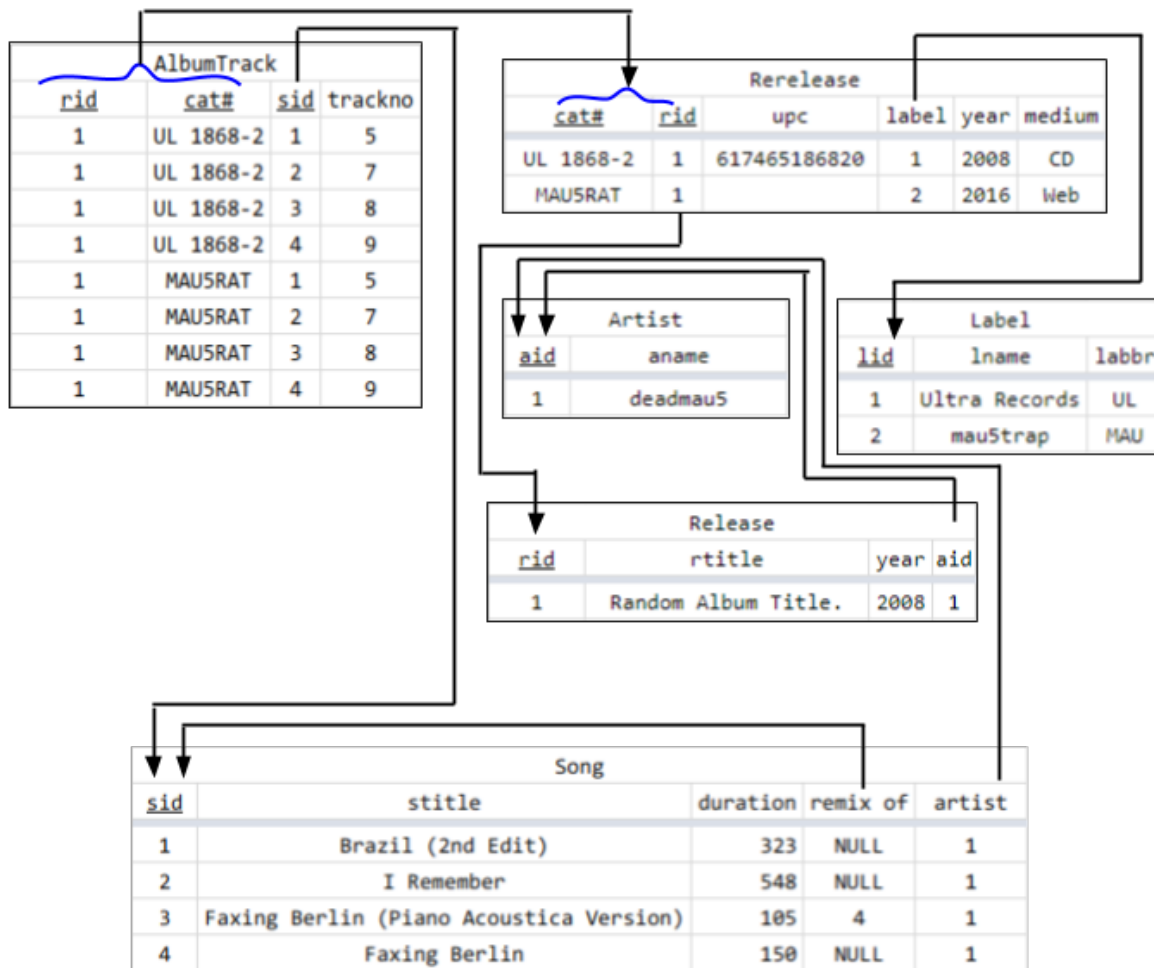 AlbumTrack
rid cat# sid trackno
1 UL 1868-2 1 5
1 UL 1868-2 2 7
1 UL 1868-2 3 8
1 UL 1868-2 4 9
1 MAU5RAT 1 5
1 MAU5RAT 2 7
1 MAU5RAT 3 8
1 MAU5RAT 4 9
Rerelease
cat# rid upc label year medium
UL 1868-2 1 617465186820 1 2008 CD
MAU5RAT 1 2 2016 Web
Artist
aid aname
1 deadmau5
Label
lid lname labbr
1 Ultra Records UL
2 mau5trap MAU
Release
rid rtitle year aid
1 Random Album Title. 2008 1
Song
sid stitle duration remix of artist
1 Brazil (2nd Edit) 323 NULL 1
2 I Remember 548 NULL 1
3 Faxing Berlin (Piano Acoustica Version) 105 4 1
4 Faxing Berlin 150 NULL 1